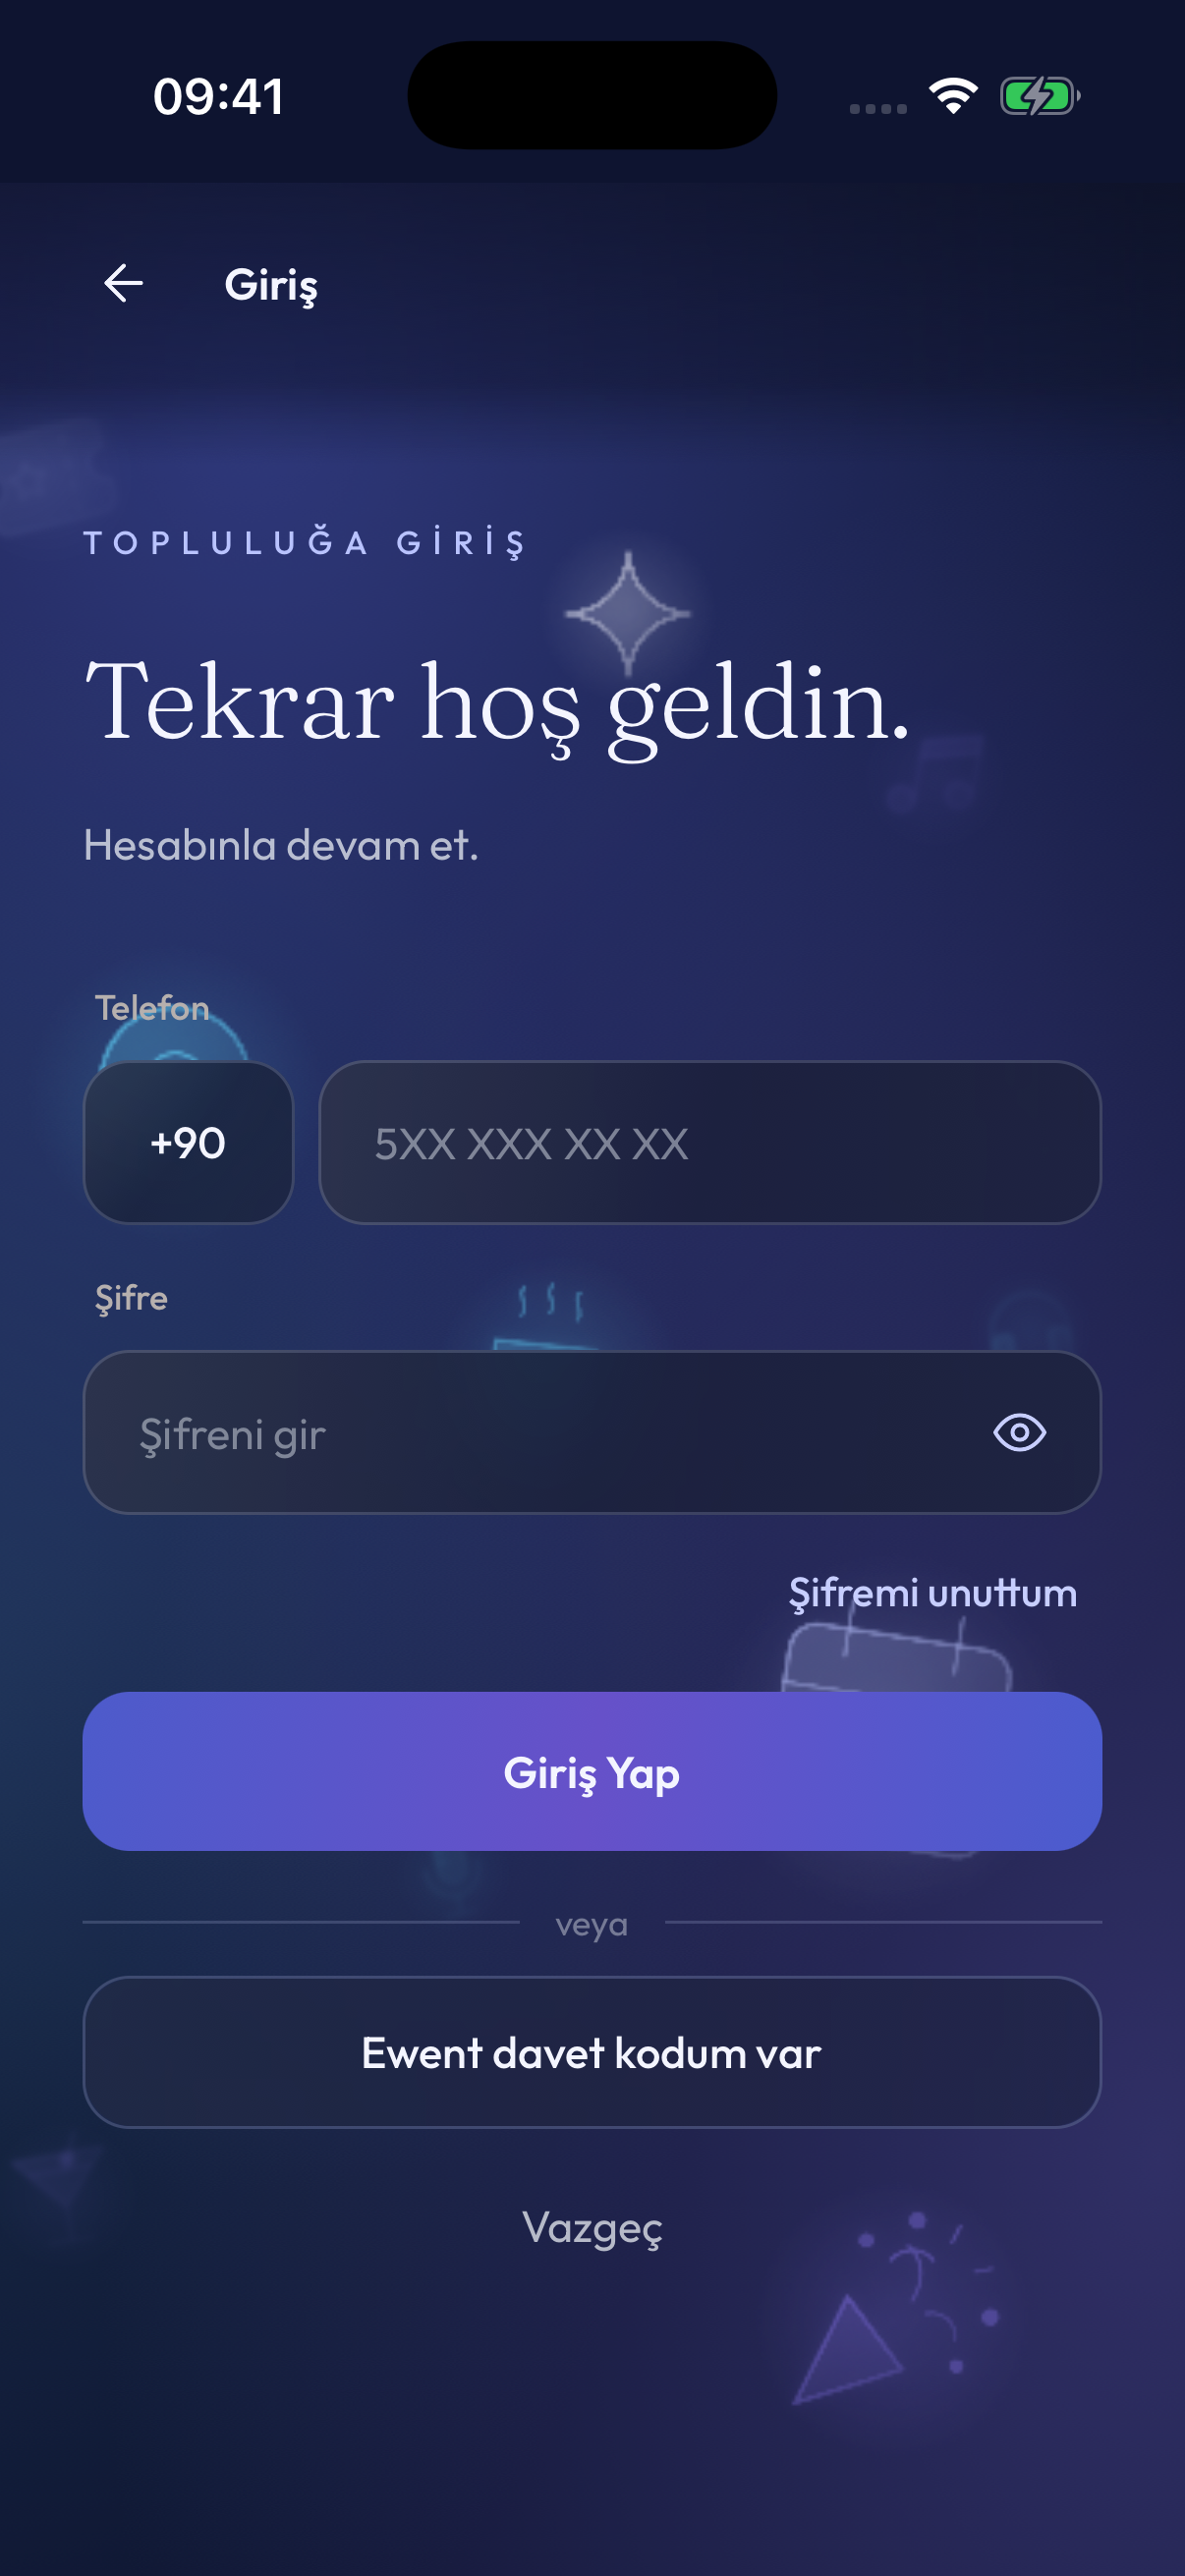 09:41
Giriş
TOPLULUĞA GİRİŞ
Tekrar hoş geldin.
Hesabınla devam et.
Telefon
+90
5XX XXX XX XX
Şifre
Şifreni gir
Şifremi unuttum
Giriş Yap
veya
Ewent davet kodum var
Vazgeç